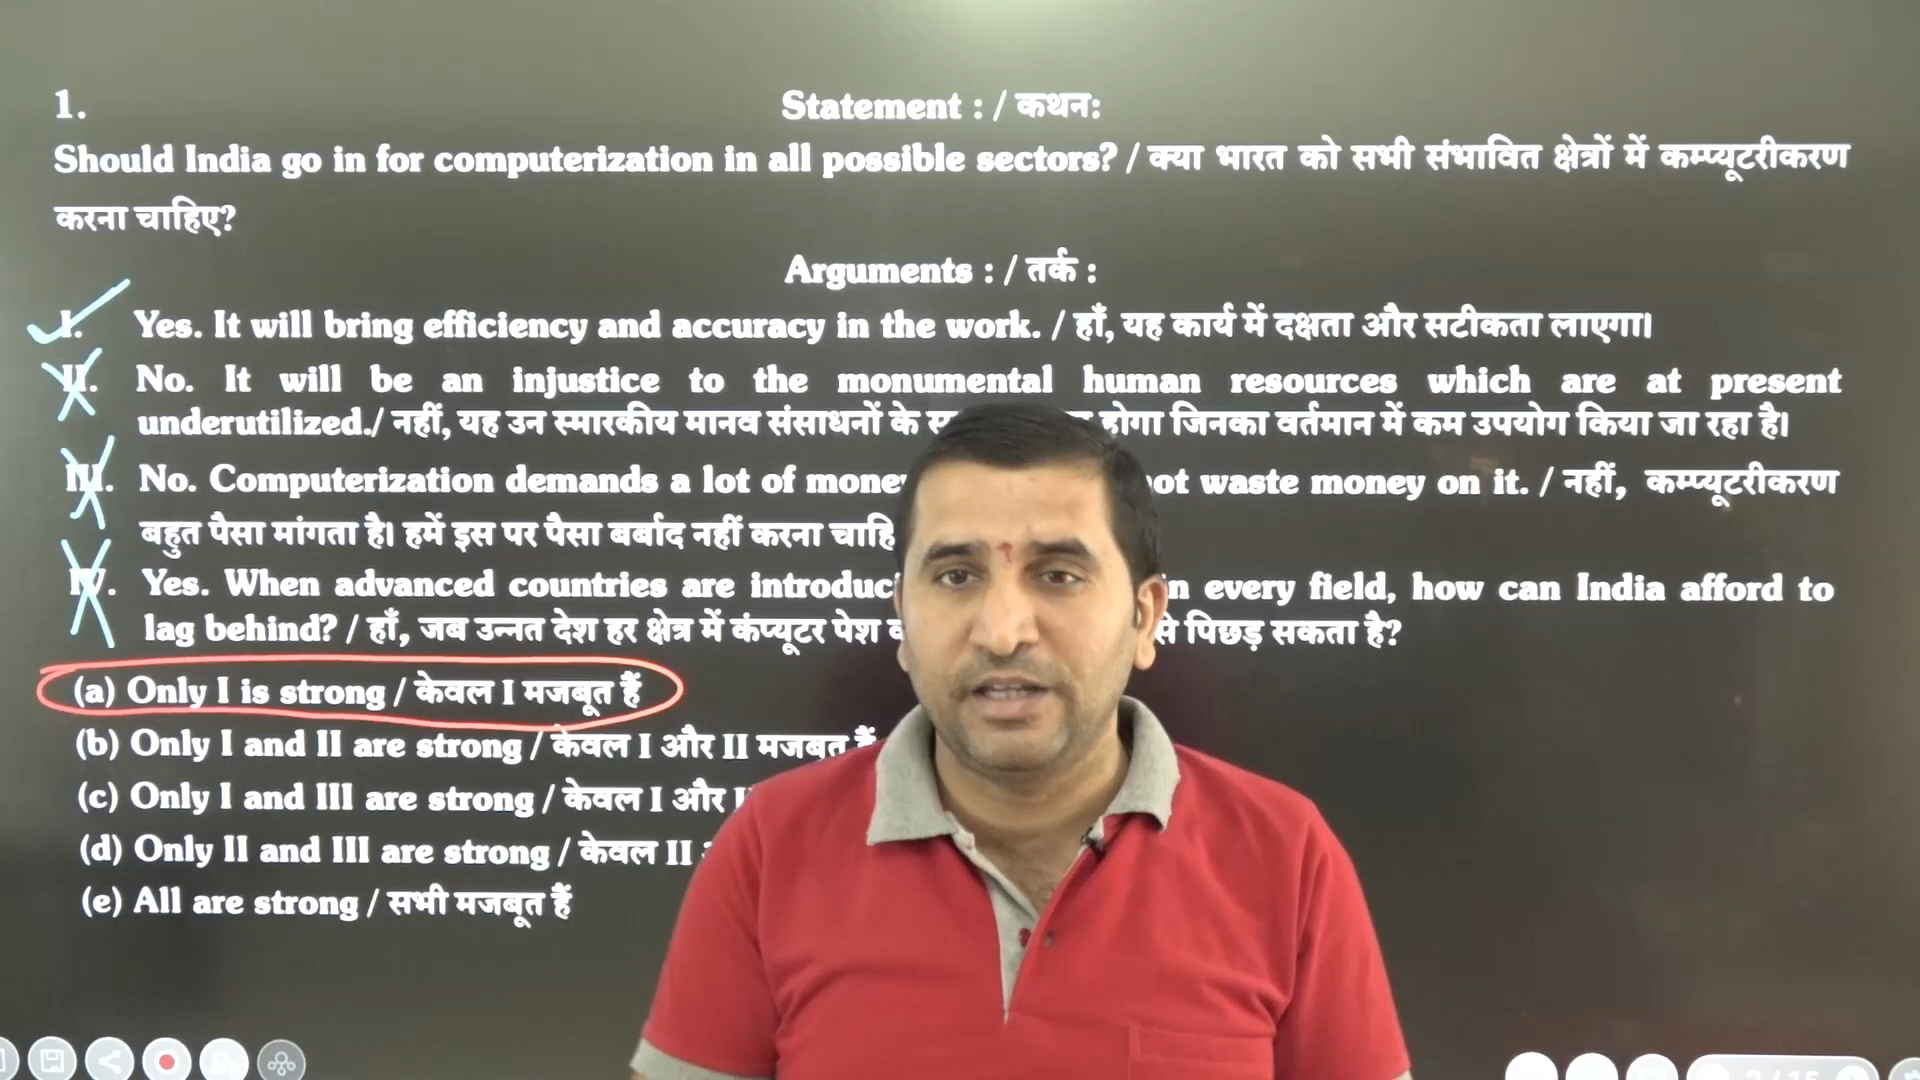 1.
Statement : / कथन:
Should India go in for computerization in all possible sectors? / क्या भारत को सभी संभावित क्षेत्रों में कम्प्यूटरीकरण
करना चाहिए?
Arguments : / तर्क :
I. Yes. It will bring efficiency and accuracy in the work. / हाँ, यह कार्य में दक्षता और सटीकता लाएगा।
II. No. It will be an injustice to the monumental human resources which are at present
underutilized./ नहीं, यह उन स्मारकीय मानव संसाधनों के होगा जिनका वर्तमान में कम उपयोग किया जा रहा है।
III. No. Computerization demands a lot of waste money on it. / नहीं, कम्प्यूटरीकरण
बहुत पैसा मांगता है। हमें इस पर पैसा बर्बाद नहीं करना
IV. Yes. When advanced countries are every field, how can India afford to
lag behind? / हाँ, जब उन्नत देश हर क्षेत्र में कंप्यूटर पेश पिछड़ सकता है?
(a) Only I is strong / केवल I मजबूत हैं
(b) Only I and II are strong / केवल I और II मजबूत हैं
(c) Only I and III are strong / केवल I और
(d) Only II and III are strong / केवल II
(e) All are strong / सभी मजबूत हैं